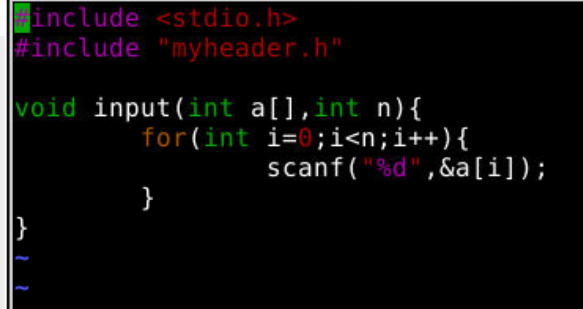 #include <stdio.h>
#include "myheader.h"

void input(int a[],int n){
        for(int i=0;i<n;i++){
                scanf("%d",&a[i]);
        }
}
~
~